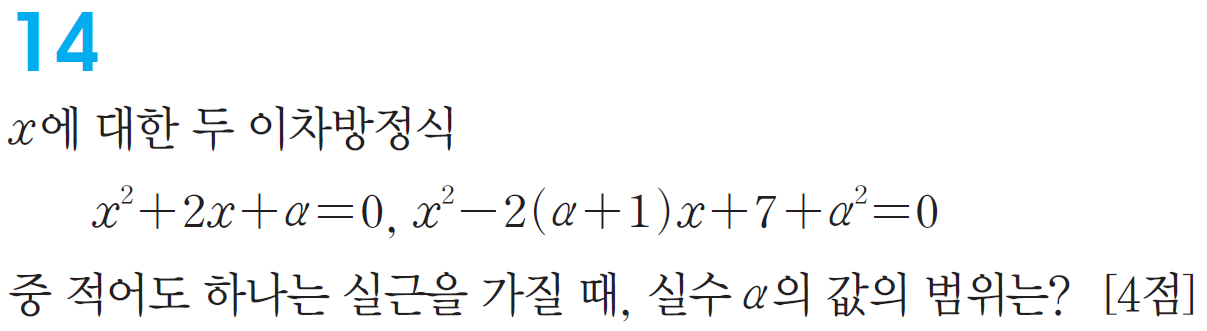 14
x에 대한 두 이차방정식
x²+2x+a=0, x²-2(a+1)x+7+a²=0
중 적어도 하나는 실근을 가질 때, 실수 a의 값의 범위는? [4점]